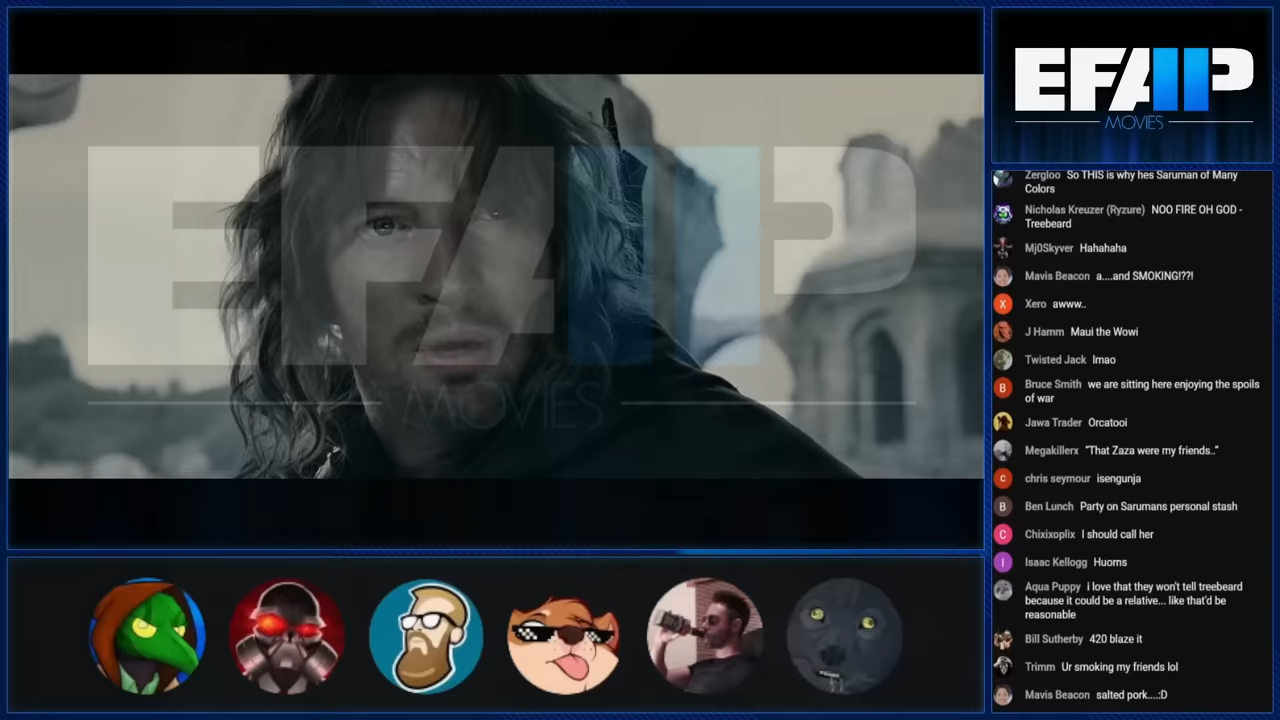 EFAIIP
MOVIES
EFAIIP
MOVIES
Zergloo So THIS is why hes Saruman of Many
Colors
Nicholas Kreuzer (Ryzure) NOO FIRE OH GOD -
Treebeard
Mj0Skyver Hahahaha
Mavis Beacon a....and SMOKING!??!
X
Xero awww..
J Hamm Maui the Wowi
Twisted Jack lmao
B
Bruce Smith we are sitting here enjoying the spoils
of war
Jawa Trader Orcatooi
Megakillerx “That Zaza were my friends..”
c
chris seymour isengunja
B
Ben Lunch Party on Sarumans personal stash
C
Chixixoplix I should call her
I
Isaac Kellogg Huorns
Aqua Puppy i love that they won't tell treebeard
because it could be a relative... like that'd be
reasonable
Bill Sutherby 420 blaze it
Trimm Ur smoking my friends lol
Mavis Beacon salted pork....:D